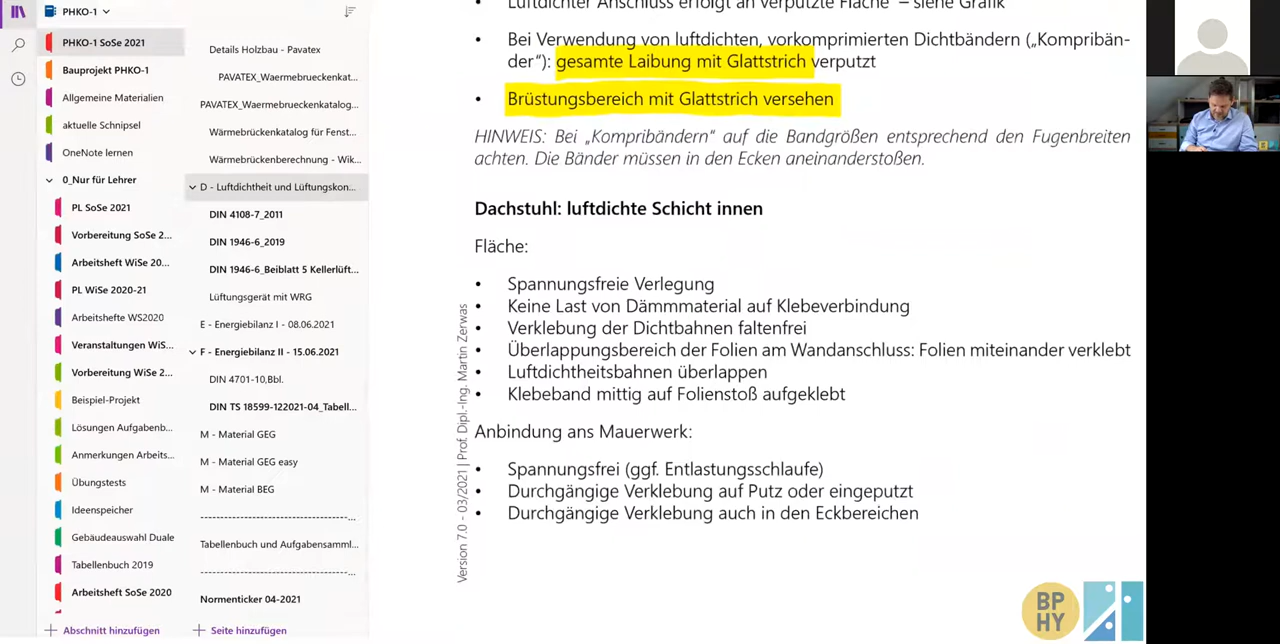 PHKO-1
PHKO-1 SoSe 2021
Bauprojekt PHKO-1
Allgemeine Materialien
aktuelle Schnipsel
OneNote lernen
0_Nur für Lehrer
PL SoSe 2021
Vorbereitung SoSe 2...
Arbeitsheft WiSe 20...
PL WiSe 2020-21
Arbeitshefte WS2020
Veranstaltungen WiS...
Vorbereitung WiSe 2...
Beispiel-Projekt
Lösungen Aufgabenb...
Anmerkungen Arbeits...
Übungstests
Ideenspeicher
Gebäudeauswahl Duale
Tabellenbuch 2019
Arbeitsheft SoSe 2020
Abschnitt hinzufügen
Details Holzbau - Pavatex
PAVATEX_Waermebrueckenkat...
PAVATEX_Waermebrueckenkatalog...
Wärmebrückenkatalog für Fenst...
Wärmebrückenberechnung - Wik...
D - Luftdichtheit und Lüftungskon...
DIN 4108-7_2011
DIN 1946-6_2019
DIN 1946-6_Beiblatt 5 Kellerlüft...
Lüftungsgerät mit WRG
E - Energiebilanz I - 08.06.2021
F - Energiebilanz II - 15.06.2021
DIN 4701-10,Bbl.
DIN TS 18599-122021-04_Tabell...
M - Material GEG
M - Material GEG easy
M - Material BEG
-----------------------------------...
Tabellenbuch und Aufgabensamml...
-----------------------------------...
Normenticker 04-2021
Seite hinzufügen
• Luftdichter Anschluss erfolgt an verputzte Fläche – siehe Grafik
• Bei Verwendung von luftdichten, vorkomprimierten Dichtbändern („Kompribän-
der“): gesamte Laibung mit Glattstrich verputzt
• Brüstungsbereich mit Glattstrich versehen
HINWEIS: Bei „Kompribändern“ auf die Bandgrößen entsprechend den Fugenbreiten
achten. Die Bänder müssen in den Ecken aneinanderstoßen.
Dachstuhl: luftdichte Schicht innen
Fläche:
• Spannungsfreie Verlegung
• Keine Last von Dämmmaterial auf Klebeverbindung
• Verklebung der Dichtbahnen faltenfrei
• Überlappungsbereich der Folien am Wandanschluss: Folien miteinander verklebt
• Luftdichtheitsbahnen überlappen
• Klebeband mittig auf Folienstoß aufgeklebt
Anbindung ans Mauerwerk:
• Spannungsfrei (ggf. Entlastungsschlaufe)
• Durchgängige Verklebung auf Putz oder eingeputzt
• Durchgängige Verklebung auch in den Eckbereichen
Version 7.0 - 03/2021 | Prof. Dipl.-Ing. Martin Zerwas
BP
HY